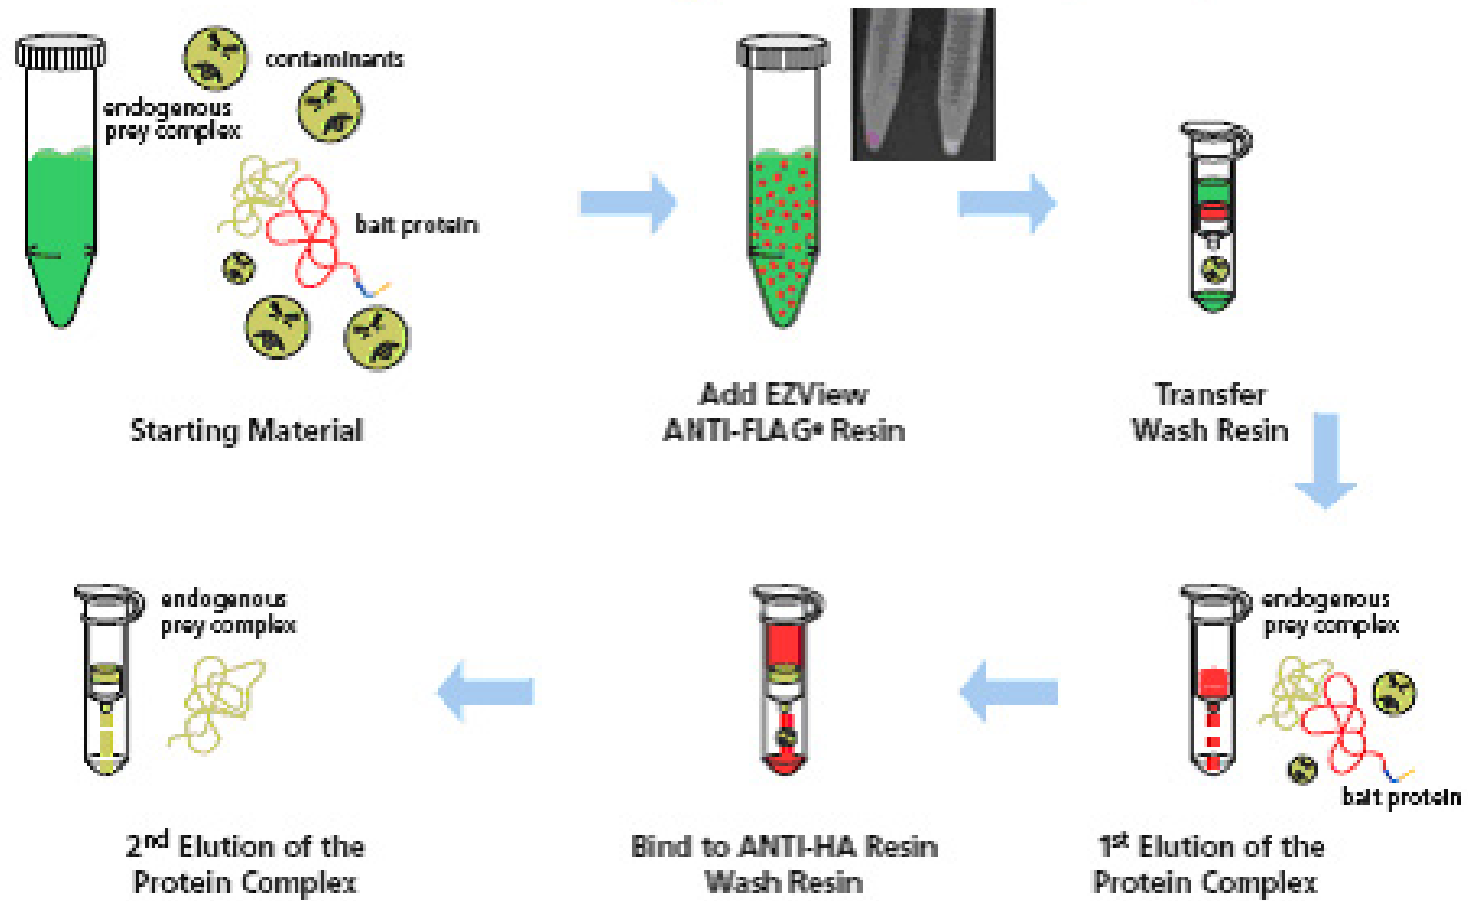 contaminants
endogenous
prey complex
bait protein
Starting Material
Add EZView
ANTI-FLAG® Resin
Transfer
Wash Resin
endogenous
prey complex
bait protein
1st Elution of the
Protein Complex
Bind to ANTI-HA Resin
Wash Resin
endogenous
prey complex
2nd Elution of the
Protein Complex